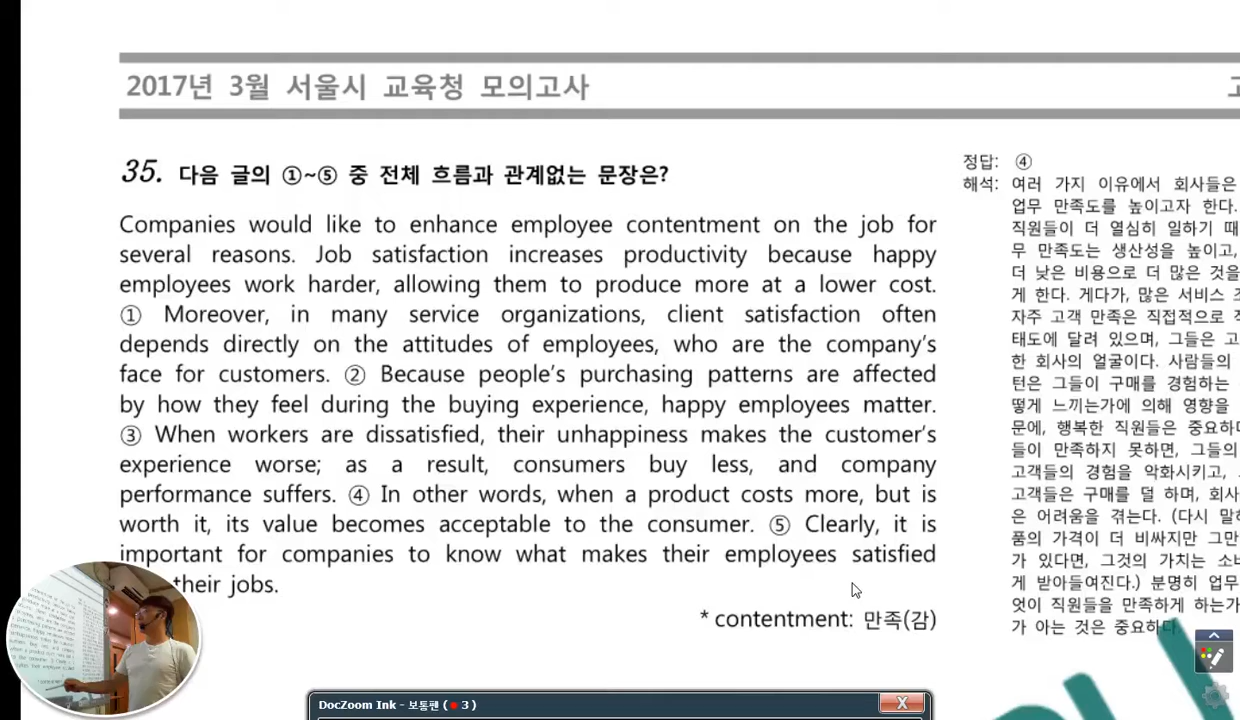 2017년 3월 서울시 교육청 모의고사
35. 다음 글의 ①~⑤ 중 전체 흐름과 관계없는 문장은?
Companies would like to enhance employee contentment on the job for
several reasons. Job satisfaction increases productivity because happy
employees work harder, allowing them to produce more at a lower cost.
① Moreover, in many service organizations, client satisfaction often
depends directly on the attitudes of employees, who are the company's
face for customers. ② Because people's purchasing patterns are affected
by how they feel during the buying experience, happy employees matter.
③ When workers are dissatisfied, their unhappiness makes the customer's
experience worse; as a result, consumers buy less, and company
performance suffers. ④ In other words, when a product costs more, but is
worth it, its value becomes acceptable to the consumer. ⑤ Clearly, it is
important for companies to know what makes their employees satisfied
their jobs.
* contentment: 만족(감)
정답: ④
해석: 여러 가지 이유에서 회사들은
업무 만족도를 높이고자 한다.
직원들이 더 열심히 일하기 때
무 만족도는 생산성을 높이고,
더 낮은 비용으로 더 많은 것을
게 한다. 게다가, 많은 서비스 조
자주 고객 만족은 직접적으로 직
태도에 달려 있으며, 그들은 고
한 회사의 얼굴이다. 사람들의
턴은 그들이 구매를 경험하는
떻게 느끼는가에 의해 영향을
문에, 행복한 직원들은 중요하다
들이 만족하지 못하면, 그들의
고객들의 경험을 악화시키고,
고객들은 구매를 덜 하며, 회사
은 어려움을 겪는다. (다시 말하
품의 가격이 더 비싸지만 그만
가 있다면, 그것의 가치는 소비
게 받아들여진다.) 분명히 업무
엇이 직원들을 만족하게 하는가
가 아는 것은 중요하다.
DocZoom Ink - 보통펜 ( 3 )